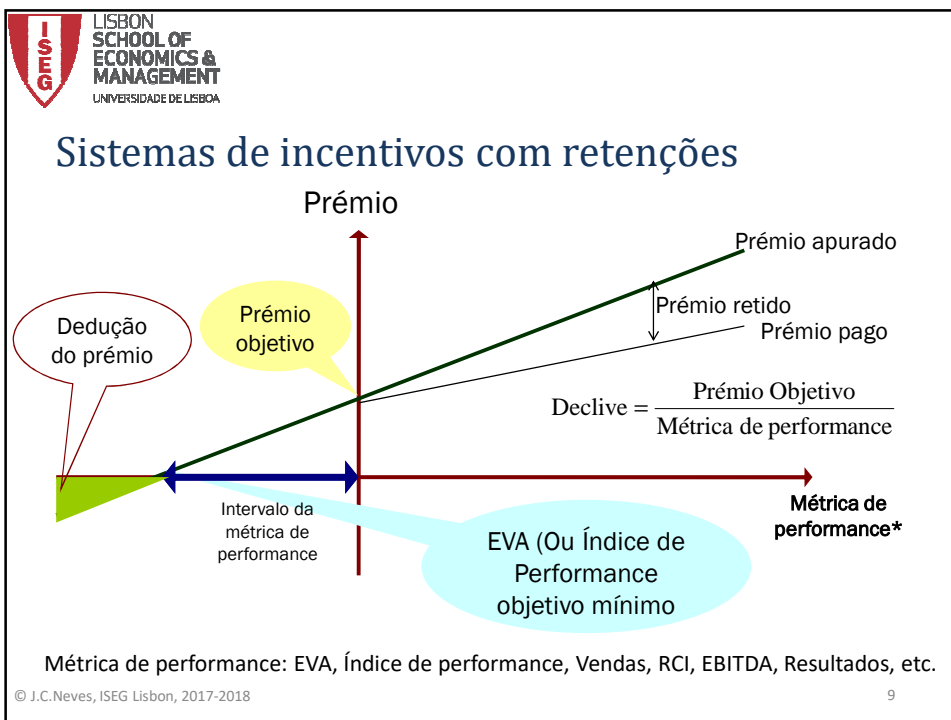 ISEG
LISBON
SCHOOL OF
ECONOMICS &
MANAGEMENT
UNIVERSIDADE DE LISBOA
Sistemas de incentivos com retenções
Prémio
Prémio apurado
Prémio retido
Prémio pago
Dedução
do prémio
Prémio
objetivo
Declive = Prémio Objetivo
Métrica de performance
Intervalo da
métrica de
performance
Métrica de
performance*
EVA (Ou Índice de
Performance
objetivo mínimo
Métrica de performance: EVA, Índice de performance, Vendas, RCI, EBITDA, Resultados, etc.
© J.C.Neves, ISEG Lisbon, 2017-2018
9